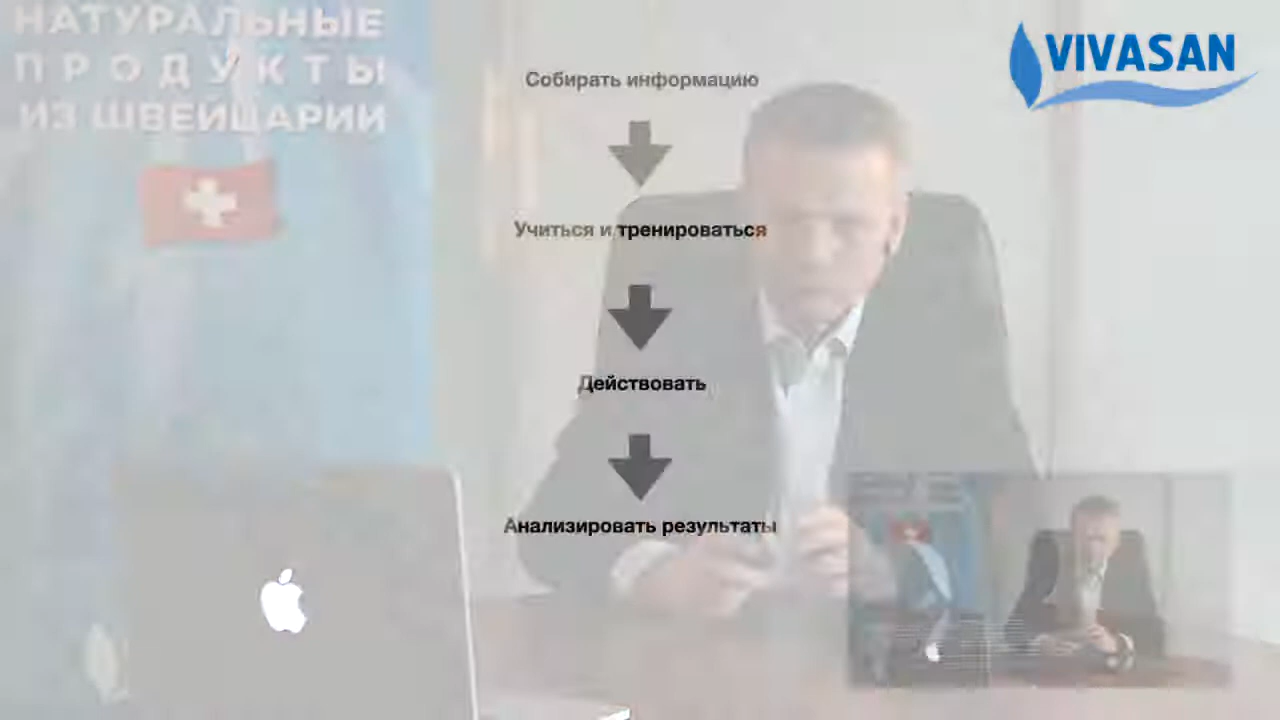 НАТУРАЛЬНЫЕ
ПРОДУКТЫ
ИЗ ШВЕЙЦАРИИ
VIVASAN
Собирать информацию
Учиться и тренироваться
Действовать
Анализировать результаты